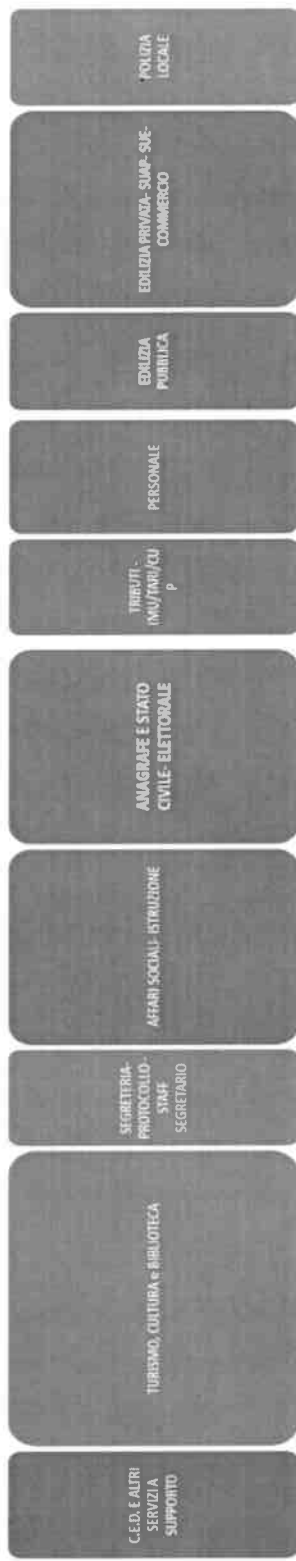 C.E.D. E ALTRI
SERVIZI A
SUPPORTO
TURISMO, CULTURA e BIBLIOTECA
SEGRETERIA-
PROTOCOLLO -
STAFF
SEGRETARIO
AFFARI SOCIALI- ISTRUZIONE
ANAGRAFE E STATO
CIVILE- ELETTORALE
TRIBUTI -
IMU/TARI/CU
P
PERSONALE
EDILIZIA
PUBBLICA
EDILIZIA PRIVATA- SUAP- SUE-
COMMERCIO
POLIZIA
LOCALE